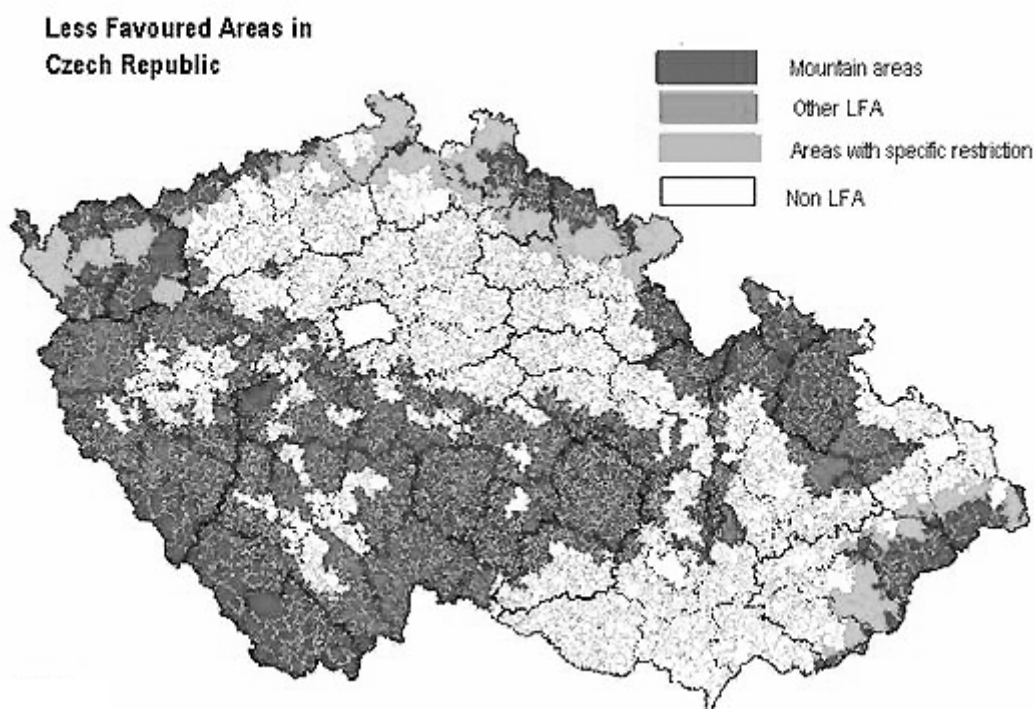 Less Favoured Areas in
Czech Republic
Mountain areas
Other LFA
Areas with specific restriction
Non LFA